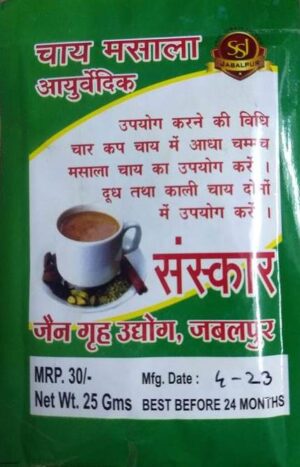 चाय मसाला
आयुर्वेदिक
SSJ
JABALPUR
उपयोग करने की विधि
चार कप चाय में आधा चम्मच
मसाला चाय का उपयोग करें ।
दूध तथा काली चाय दोनों
में उपयोग करें ।
संस्कार
जैन गृह उद्योग, जबलपुर
MRP. 30/- Mfg. Date : 4-23
Net Wt. 25 Gms BEST BEFORE 24 MONTHS